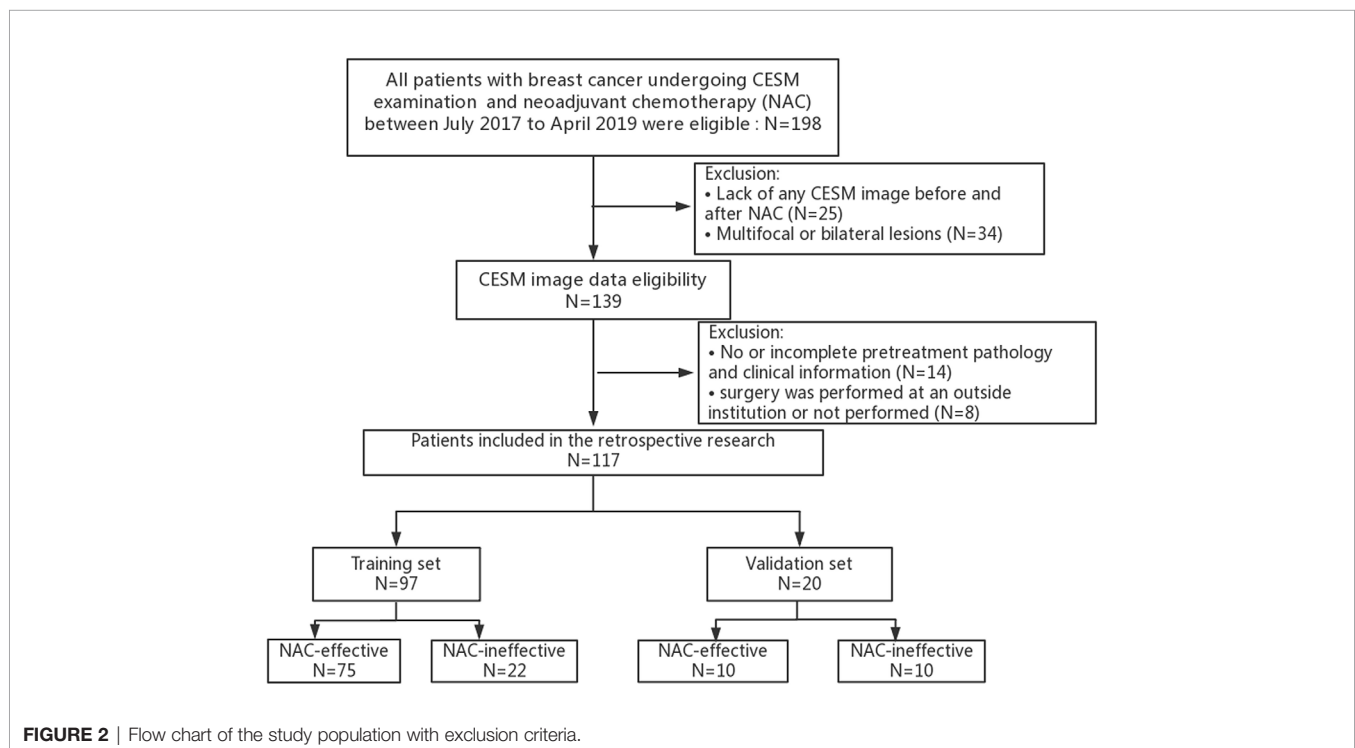 All patients with breast cancer undergoing CESM
examination and neoadjuvant chemotherapy (NAC)
between July 2017 to April 2019 were eligible : N=198
Exclusion:
• Lack of any CESM image before and
after NAC (N=25)
• Multifocal or bilateral lesions (N=34)
CESM image data eligibility
N=139
Exclusion:
• No or incomplete pretreatment pathology
and clinical information (N=14)
• surgery was performed at an outside
institution or not performed (N=8)
Patients included in the retrospective research
N=117
Training set
N=97
Validation set
N=20
NAC-effective
N=75
NAC-ineffective
N=22
NAC-effective
N=10
NAC-ineffective
N=10
FIGURE 2 | Flow chart of the study population with exclusion criteria.